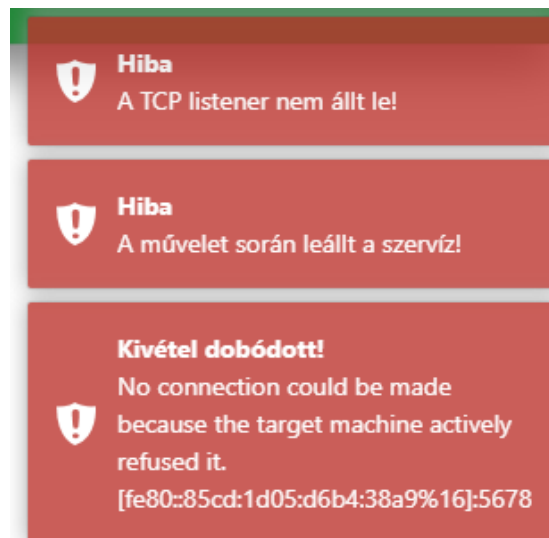 Hiba
A TCP listener nem állt le!
Hiba
A művelet során leállt a szervíz!
Kivétel dobódott!
No connection could be made
because the target machine actively
refused it.
[fe80::85cd:1d05:d6b4:38a9%16]:5678